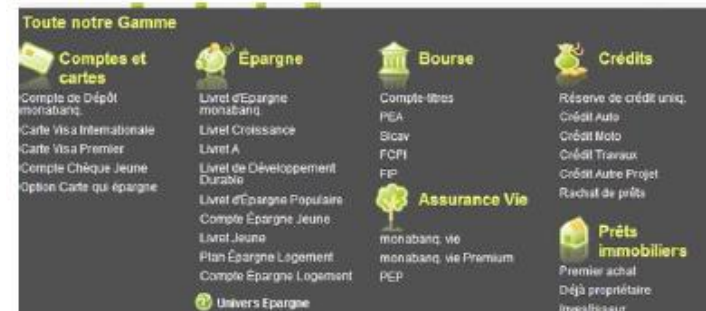 Toute notre Gamme
Comptes et
cartes
Compte de Dépôt
monabanq.
Carte Visa Internationale
Carte Visa Premier
Compte Chèque Jeune
Option Carte qui épargne
Épargne
Livret d'Epargne
monabanq.
Livret Croissance
Livret A
Livret de Développement
Durable
Livret d'Épargne Populaire
Compte Épargne Jeune
Livret Jeune
Plan Épargne Logement
Compte Épargne Logement
Univers Epargne
Bourse
Compte-titres
PEA
Sicav
FCPI
FIP
Assurance Vie
monabanq. vie
monabanq. vie Premium
PEP
Crédits
Réserve de crédit uniq.
Crédit Auto
Crédit Moto
Crédit Travaux
Crédit Autre Projet
Rachat de prêts
Prêts
immobiliers
Premier achat
Déjà propriétaire
Investisseur